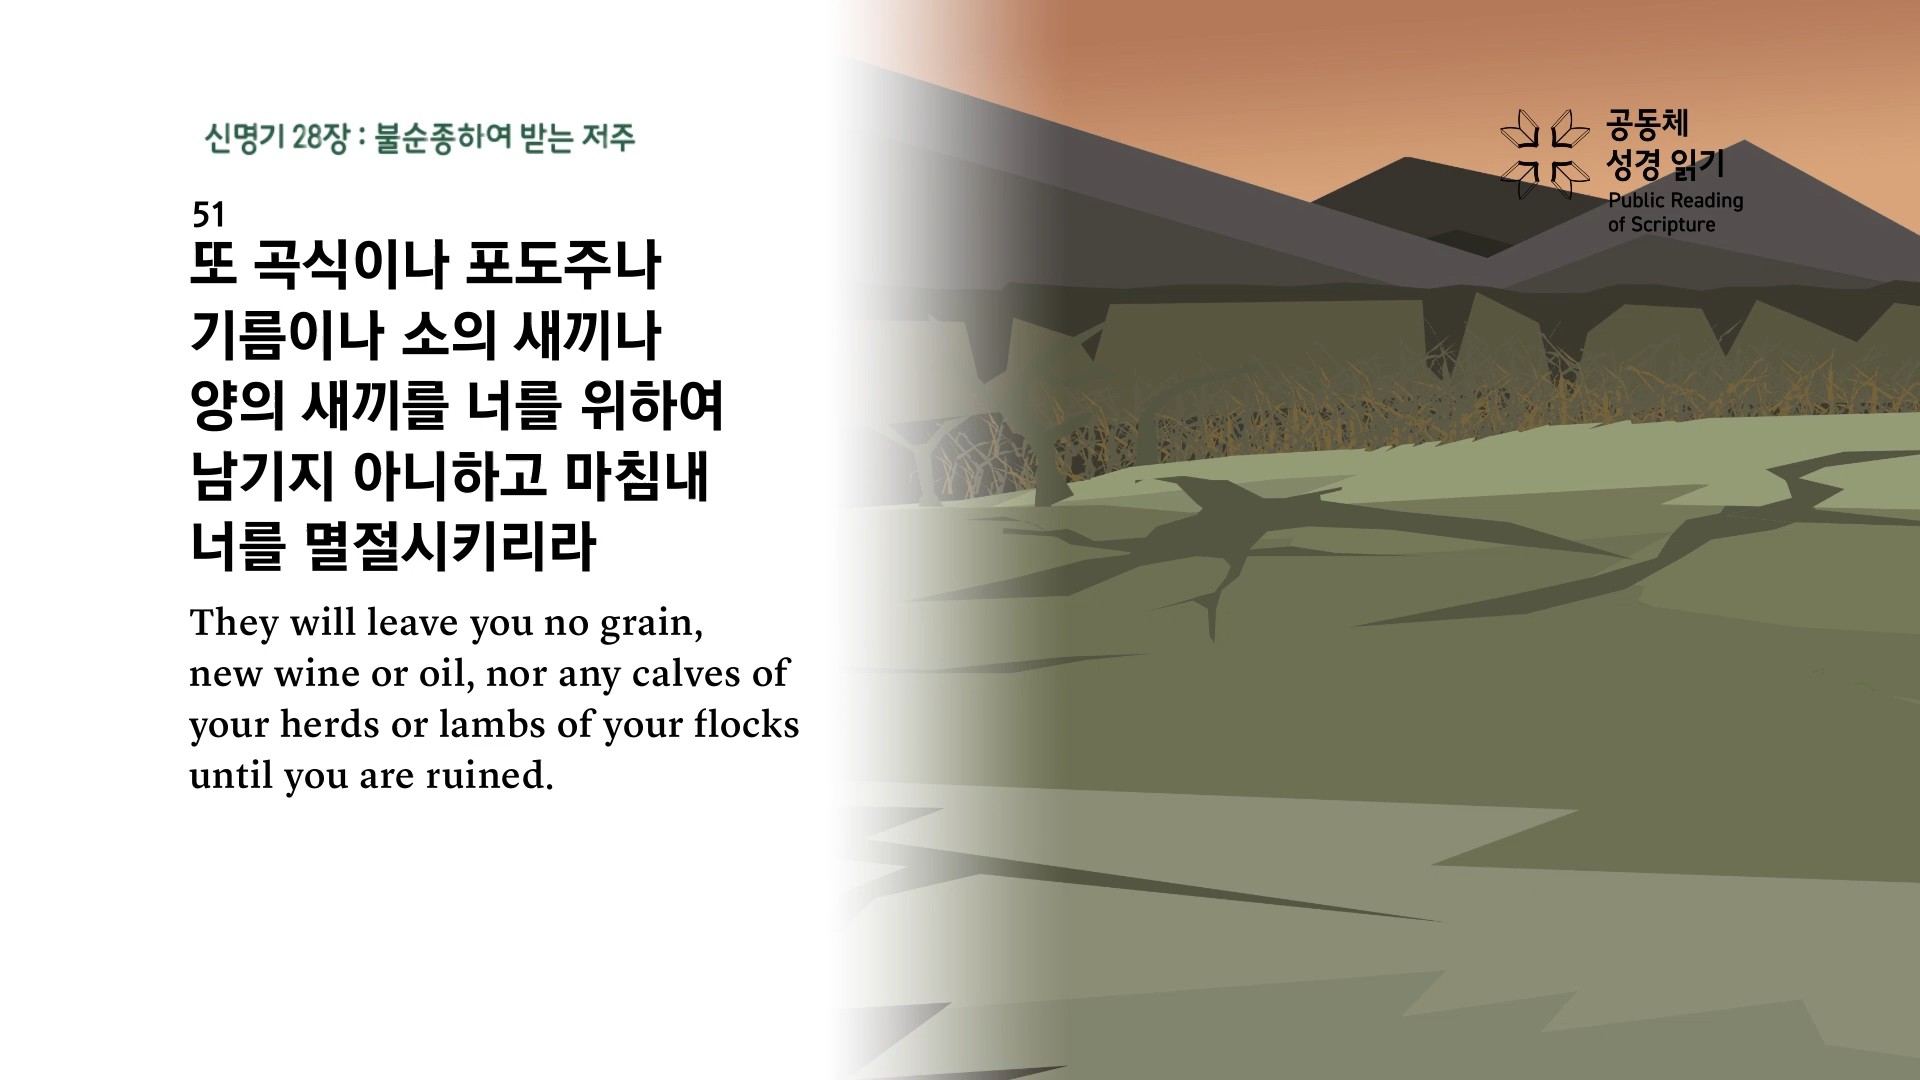 신명기 28장 : 불순종하여 받는 저주
51
또 곡식이나 포도주나
기름이나 소의 새끼나
양의 새끼를 너를 위하여
남기지 아니하고 마침내
너를 멸절시키리라
They will leave you no grain,
new wine or oil, nor any calves of
your herds or lambs of your flocks
until you are ruined.
공동체
성경 읽기
Public Reading
of Scripture